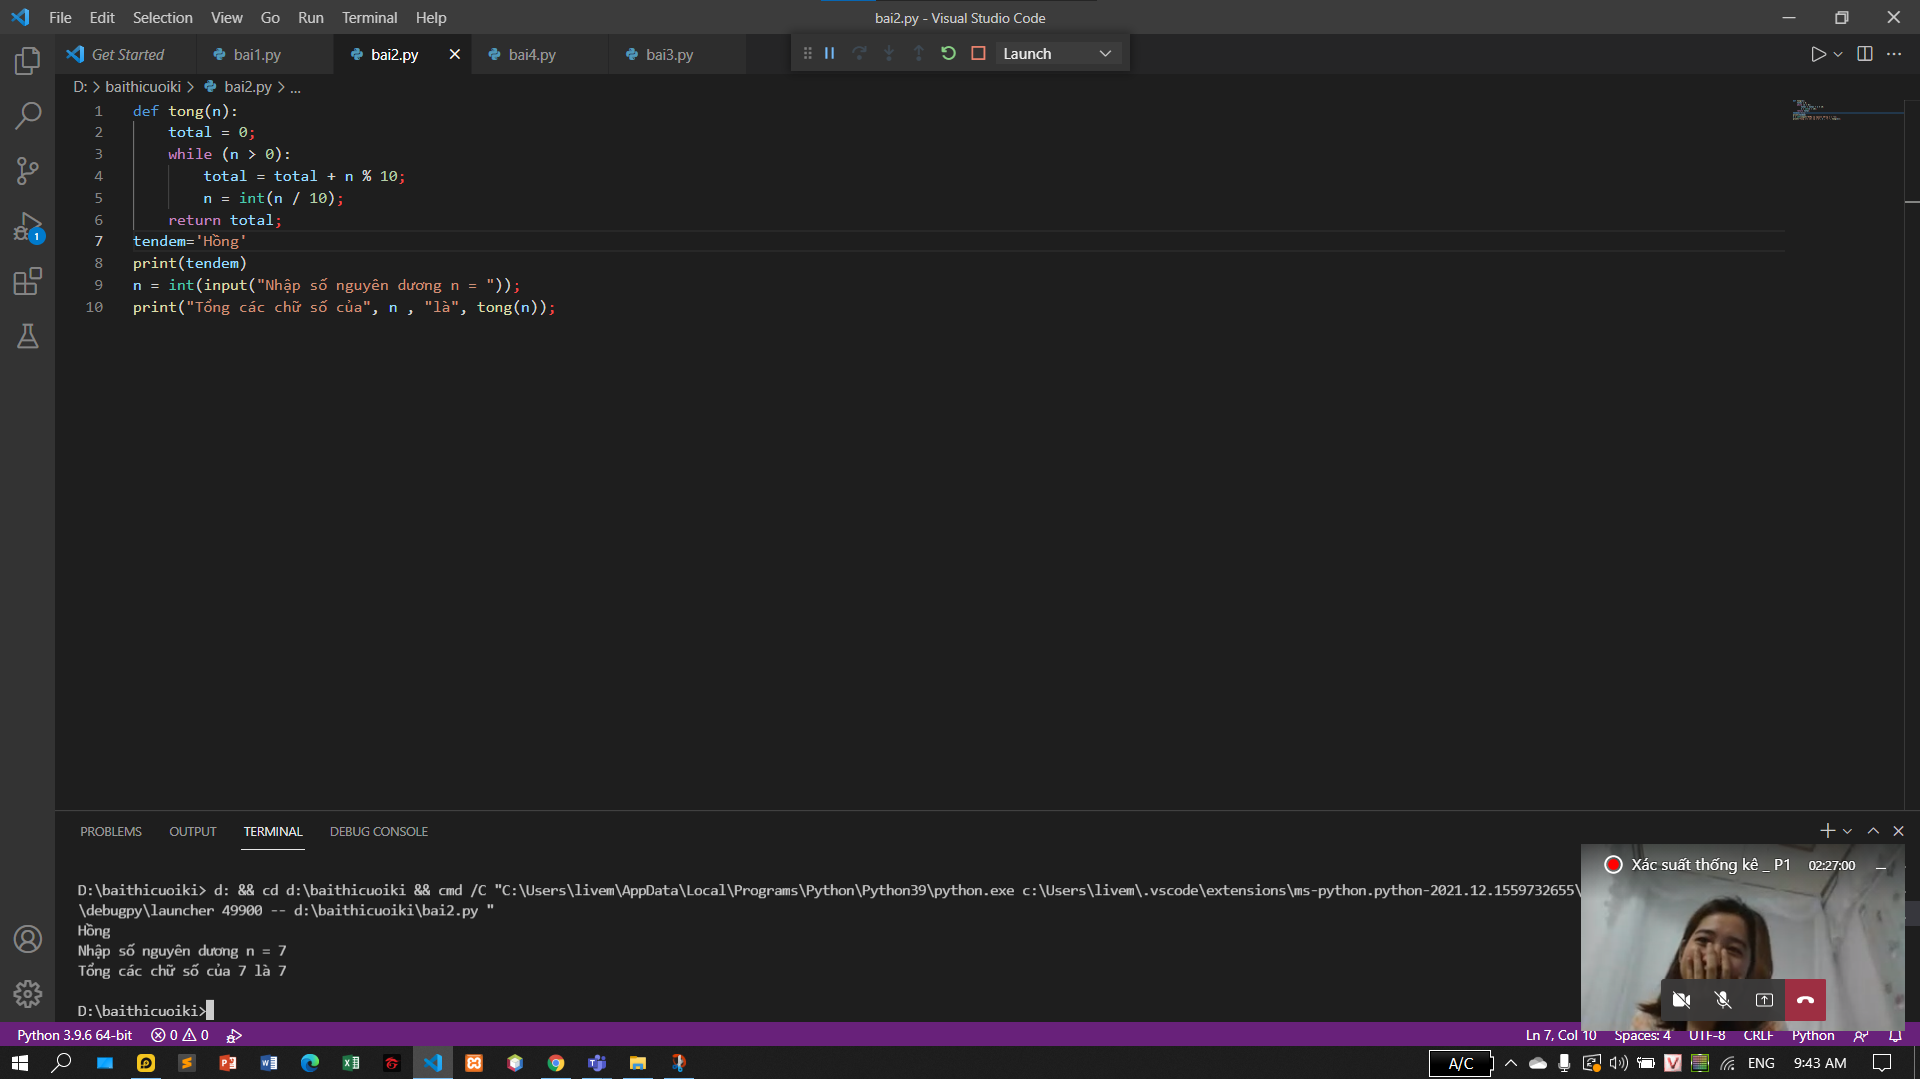 File Edit Selection View Go Run Terminal Help
bai2.py - Visual Studio Code
Get Started bai1.py bai2.py bai4.py bai3.py
Launch
D: > baithicuoiki > bai2.py > ...
1 def tong(n):
2 total = 0;
3 while (n > 0):
4 total = total + n % 10;
5 n = int(n / 10);
6 return total;
7 tendem='Hồng'
8 print(tendem)
9 n = int(input("Nhập số nguyên dương n = "));
10 print("Tổng các chữ số của", n , "là", tong(n));
PROBLEMS OUTPUT TERMINAL DEBUG CONSOLE
Xác suất thống kê _ P1 02:27:00
D:\baithicuoiki> d: && cd d:\baithicuoiki && cmd /C "C:\Users\livem\AppData\Local\Programs\Python\Python39\python.exe c:\Users\livem\.vscode\extensions\ms-python.python-2021.12.1559732655\
\debugpy\launcher 49900 -- d:\baithicuoiki\bai2.py "
Hồng
Nhập số nguyên dương n = 7
Tổng các chữ số của 7 là 7
D:\baithicuoiki>
Python 3.9.6 64-bit 0 0 Ln 7, Col 10 Spaces: 4 UTF-8 CRLF Python
A/C ENG 9:43 AM